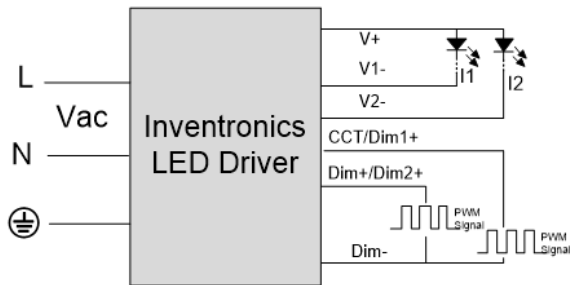 L
Vac
N
Inventronics
LED Driver
V+
V1-
V2-
I1
I2
CCT/Dim1+
Dim+/Dim2+
PWM
Signal
PWM
Signal
Dim-